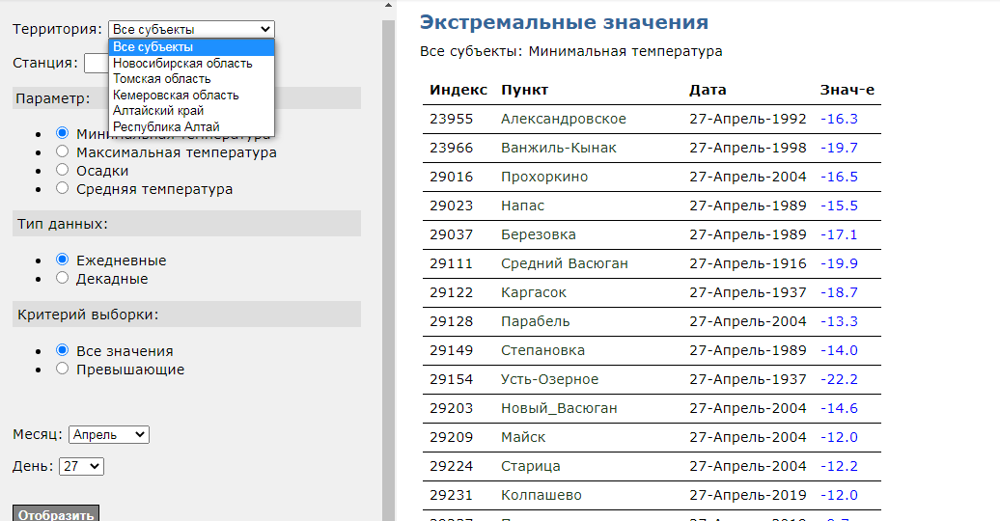 Территория: Все субъекты
Все субъекты
Новосибирская область
Томская область
Кемеровская область
Алтайский край
Республика Алтай
Станция:
Параметр:
Минимальная температура
Максимальная температура
Осадки
Средняя температура
Тип данных:
Ежедневные
Декадные
Критерий выборки:
Все значения
Превышающие
Месяц: Апрель
День: 27
Отобразить
Экстремальные значения
Все субъекты: Минимальная температура
Индекс Пункт Дата Знач-е
23955 Александровское 27-Апрель-1992 -16.3
23966 Ванжиль-Кынак 27-Апрель-1998 -19.7
29016 Прохоркино 27-Апрель-2004 -16.5
29023 Напас 27-Апрель-1989 -15.5
29037 Березовка 27-Апрель-1989 -17.1
29111 Средний Васюган 27-Апрель-1916 -19.9
29122 Каргасок 27-Апрель-1937 -18.7
29128 Парабель 27-Апрель-2004 -13.3
29149 Степановка 27-Апрель-1989 -14.0
29154 Усть-Озерное 27-Апрель-1937 -22.2
29203 Новый_Васюган 27-Апрель-2004 -14.6
29209 Майск 27-Апрель-2004 -12.0
29224 Старица 27-Апрель-2004 -12.2
29231 Колпашево 27-Апрель-2019 -12.0